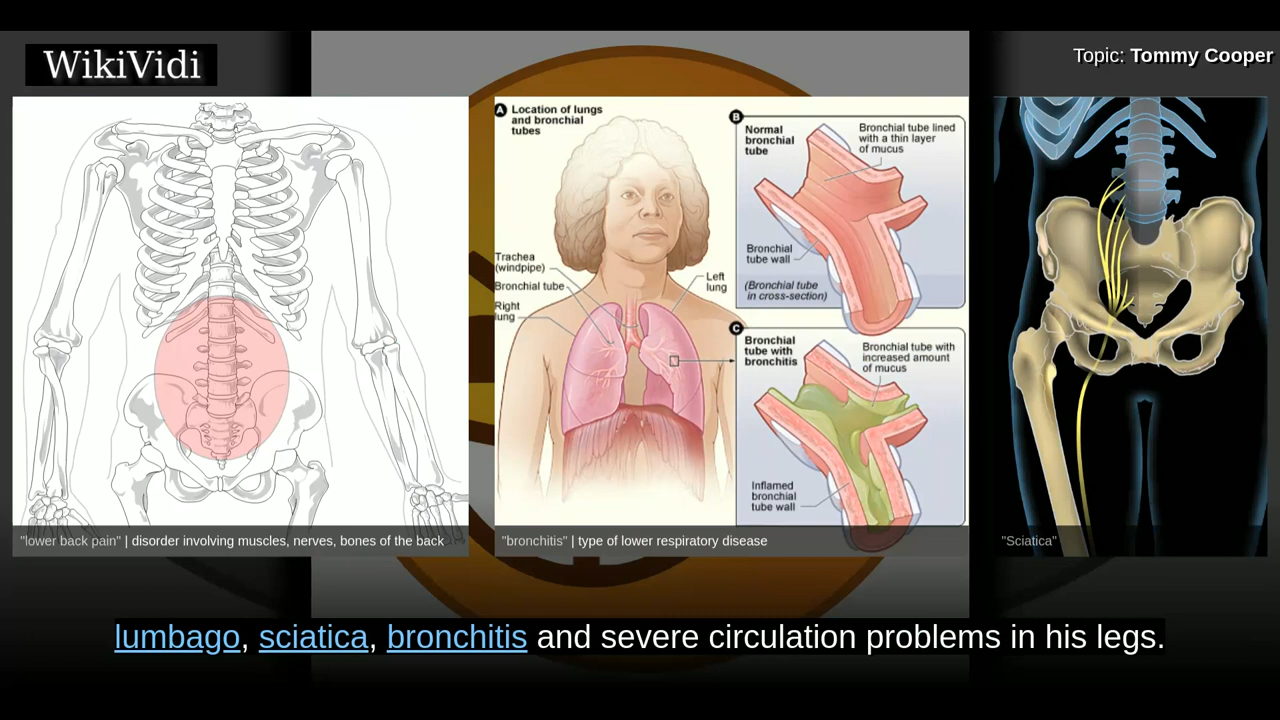 WikiVidi
Topic: Tommy Cooper
A Location of lungs
and bronchial
tubes
Trachea
(windpipe)
Bronchial tube
Right
lung
Left
lung
B
Normal
bronchial
tube
Bronchial tube lined
with a thin layer
of mucus
Bronchial
tube wall
(Bronchial tube
in cross-section)
C
Bronchial
tube with
bronchitis
Bronchial tube with
increased amount
of mucus
Inflamed
bronchial
tube wall
"lower back pain" | disorder involving muscles, nerves, bones of the back
"bronchitis" | type of lower respiratory disease
"Sciatica"
lumbago, sciatica, bronchitis and severe circulation problems in his legs.